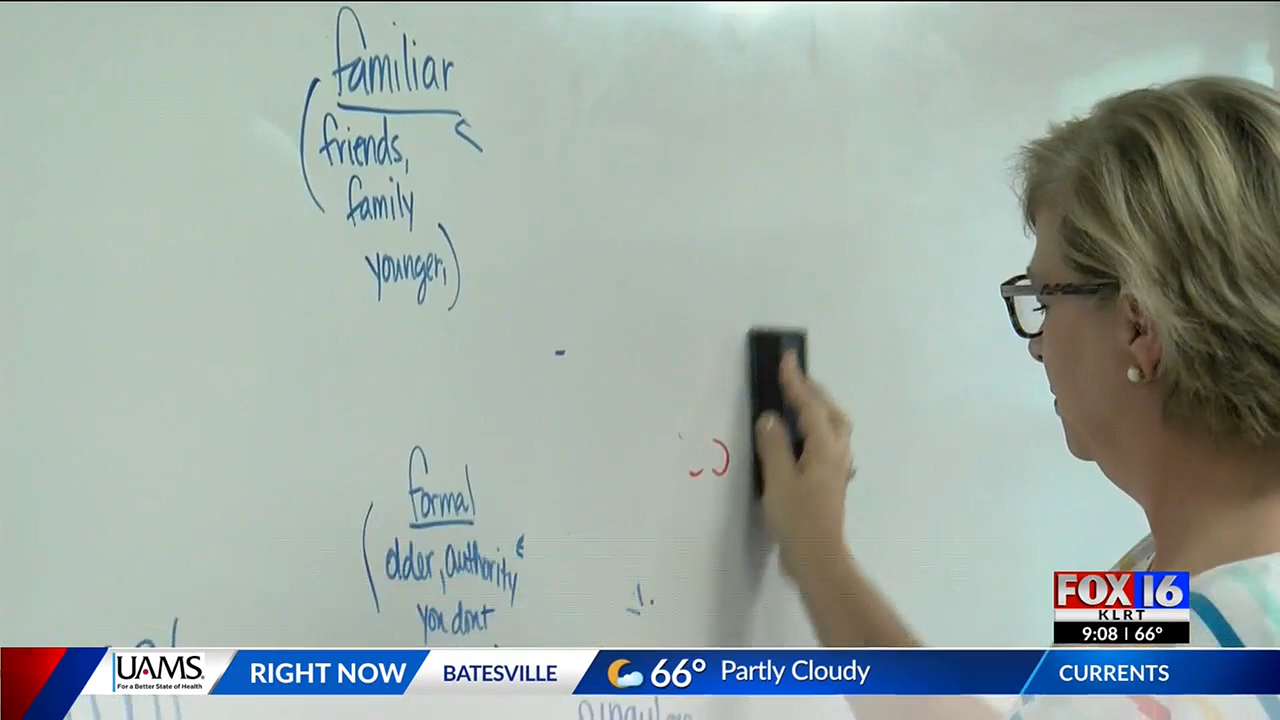 familiar
(friends,
family
younger,)
formal
(older, authority
you don't
FOX 16
KLRT
9:08 | 66°
UAMS.
For a Better State of Health
RIGHT NOW
BATESVILLE
66° Partly Cloudy
CURRENTS